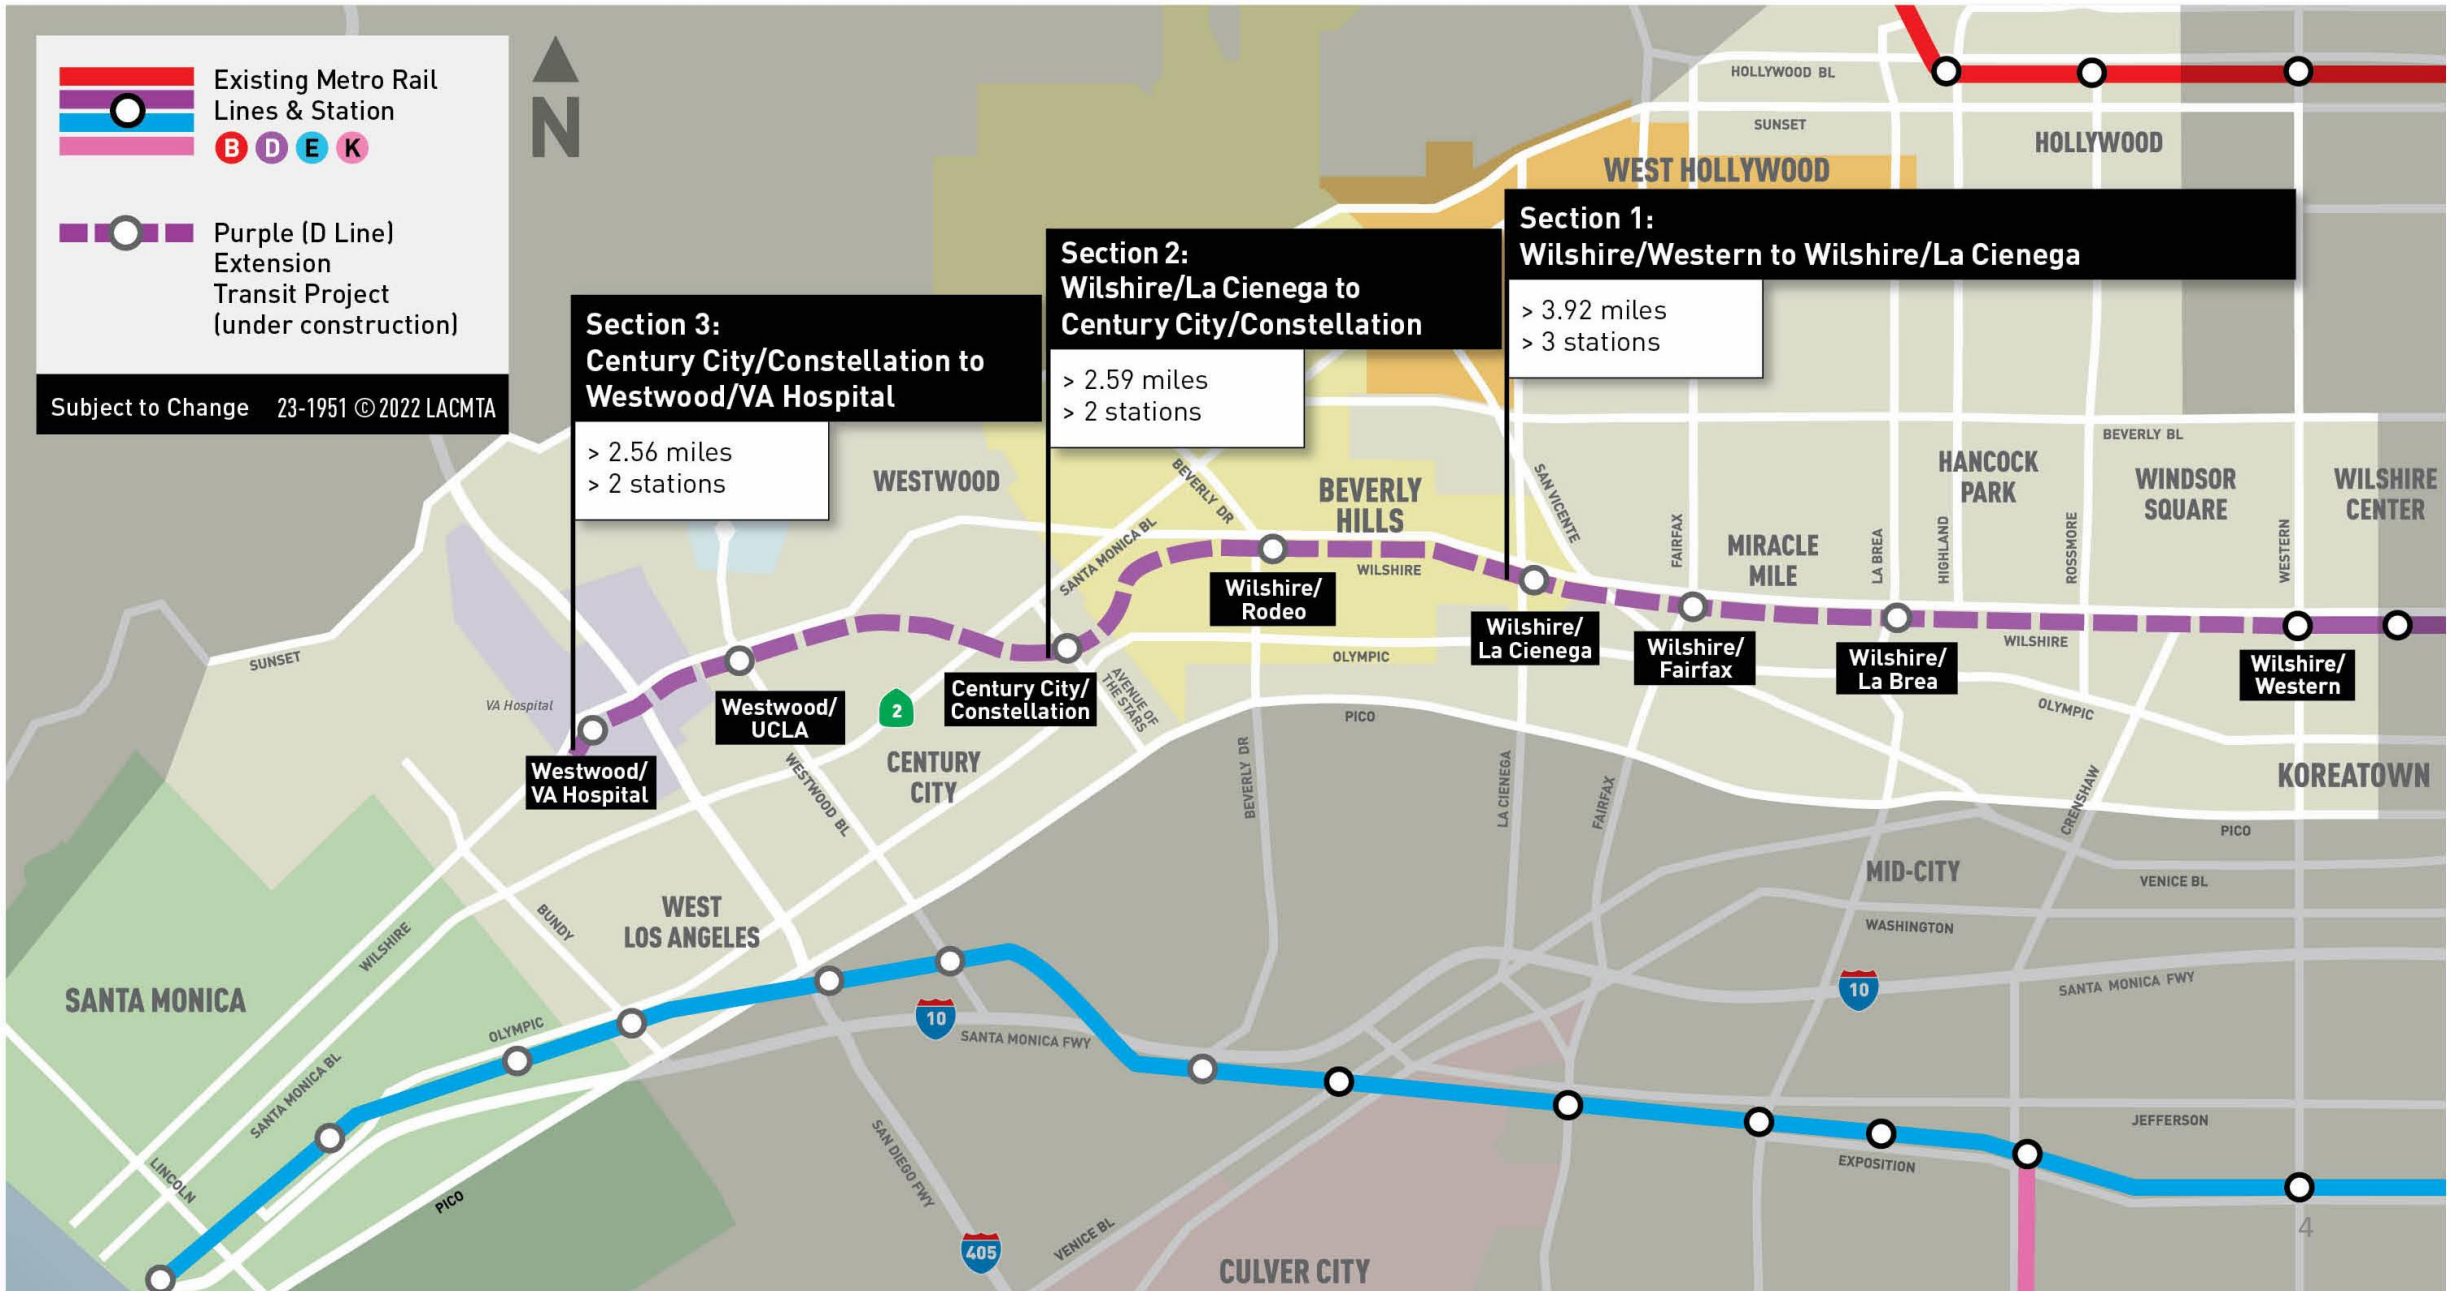 Existing Metro Rail
Lines & Station
B D E K
Purple (D Line)
Extension
Transit Project
(under construction)
Subject to Change 23-1951 © 2022 LACMTA
N
Section 3:
Century City/Constellation to
Westwood/VA Hospital
> 2.56 miles
> 2 stations
Section 2:
Wilshire/La Cienega to
Century City/Constellation
> 2.59 miles
> 2 stations
Section 1:
Wilshire/Western to Wilshire/La Cienega
> 3.92 miles
> 3 stations
HOLLYWOOD BL
SUNSET
HOLLYWOOD
WEST HOLLYWOOD
BEVERLY BL
WESTWOOD
BEVERLY DR
SANTA MONICA BL
BEVERLY
HILLS
SAN VICENTE
FAIRFAX
MIRACLE
MILE
LA BREA
HIGHLAND
HANCOCK
PARK
ROSSMORE
WINDSOR
SQUARE
WESTERN
WILSHIRE
CENTER
WILSHIRE
Wilshire/
Rodeo
Wilshire/
La Cienega
Wilshire/
Fairfax
Wilshire/
La Brea
WILSHIRE
Wilshire/
Western
SUNSET
VA Hospital
Westwood/
VA Hospital
Westwood/
UCLA
2
Century City/
Constellation
AVENUE OF
THE STARS
OLYMPIC
OLYMPIC
PICO
CENTURY
CITY
WESTWOOD BL
BEVERLY DR
LA CIENEGA
FAIRFAX
CRENSHAW
KOREATOWN
PICO
MID-CITY
VENICE BL
WASHINGTON
SANTA MONICA FWY
10
WEST
LOS ANGELES
BUNDY
WILSHIRE
SANTA MONICA
OLYMPIC
SANTA MONICA BL
LINCOLN
PICO
10
SANTA MONICA FWY
SAN DIEGO FWY
405
VENICE BL
CULVER CITY
EXPOSITION
JEFFERSON
4